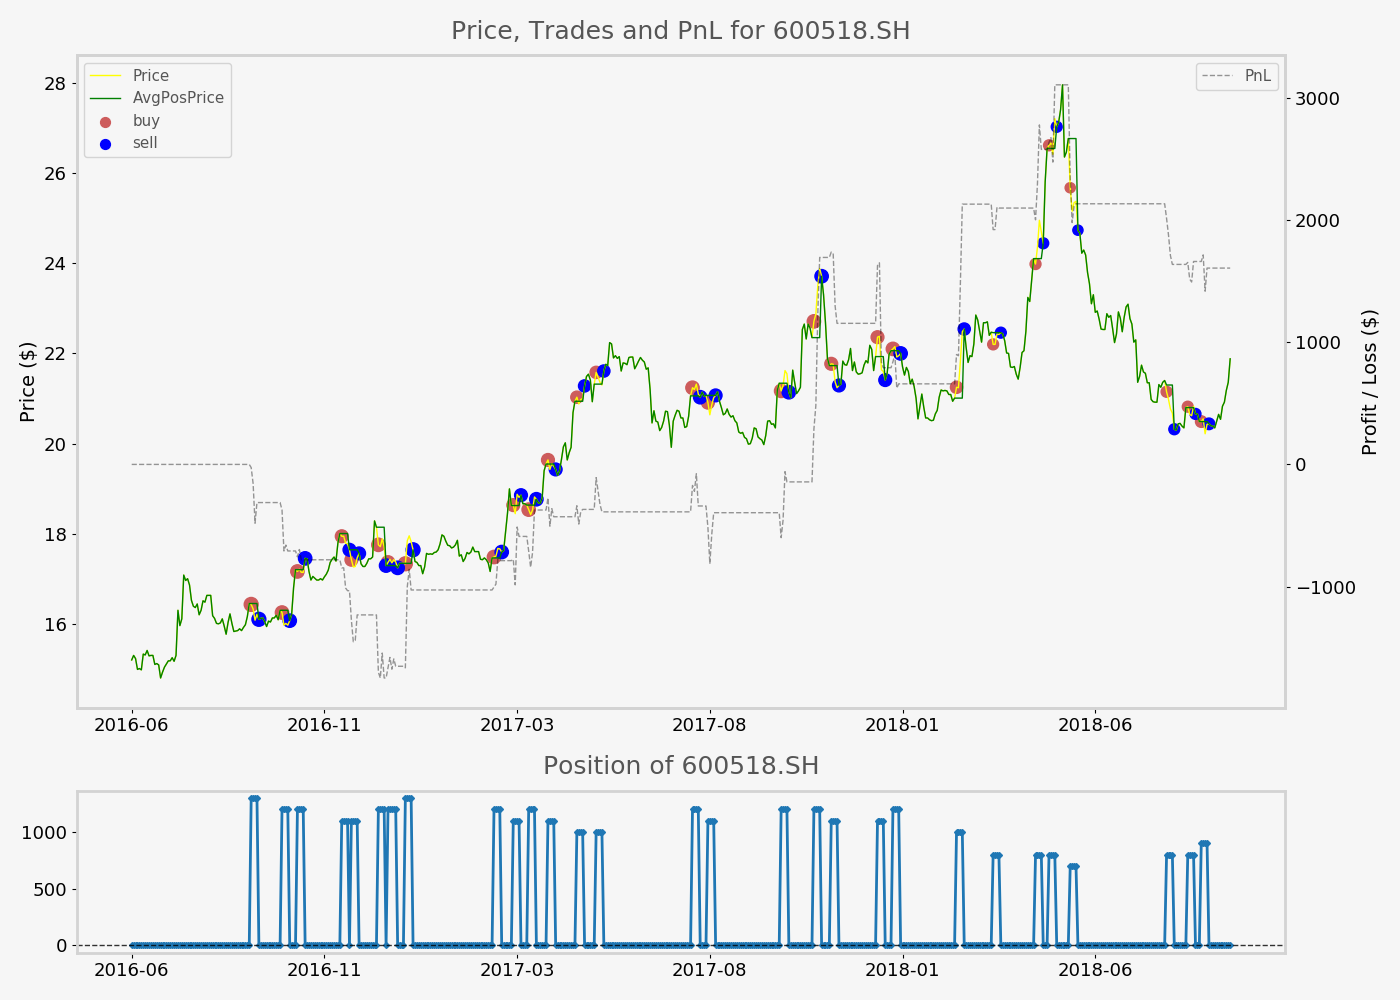 Price, Trades and PnL for 600518.SH
Price
AvgPosPrice
buy
sell
PnL
28
26
24
22
20
18
16
Price ($)
3000
2000
1000
0
−1000
Profit / Loss ($)
2016-06 2016-11 2017-03 2017-08 2018-01 2018-06
Position of 600518.SH
1000
500
0
2016-06 2016-11 2017-03 2017-08 2018-01 2018-06